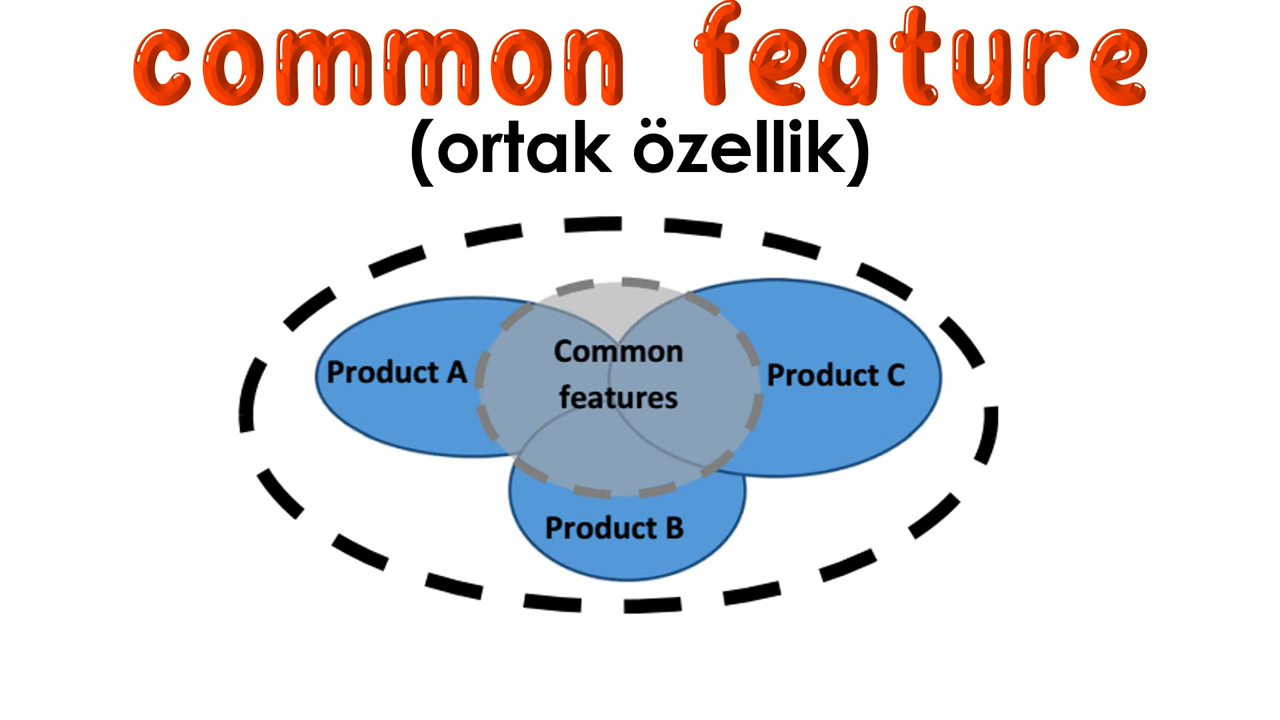 common feature
(ortak özellik)
Common
features
Product A
Product C
Product B